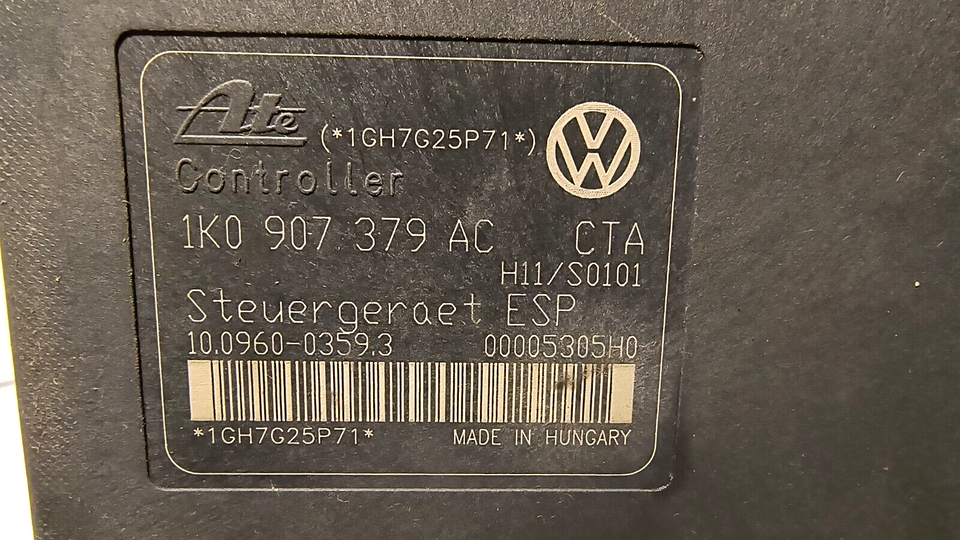 Ate (*1GH7G25P71*)
Controller
1K0 907 379 AC CTA
H11/S0101
Steuergeraet ESP
10.0960-0359.3 00005305H0
*1GH7G25P71* MADE IN HUNGARY